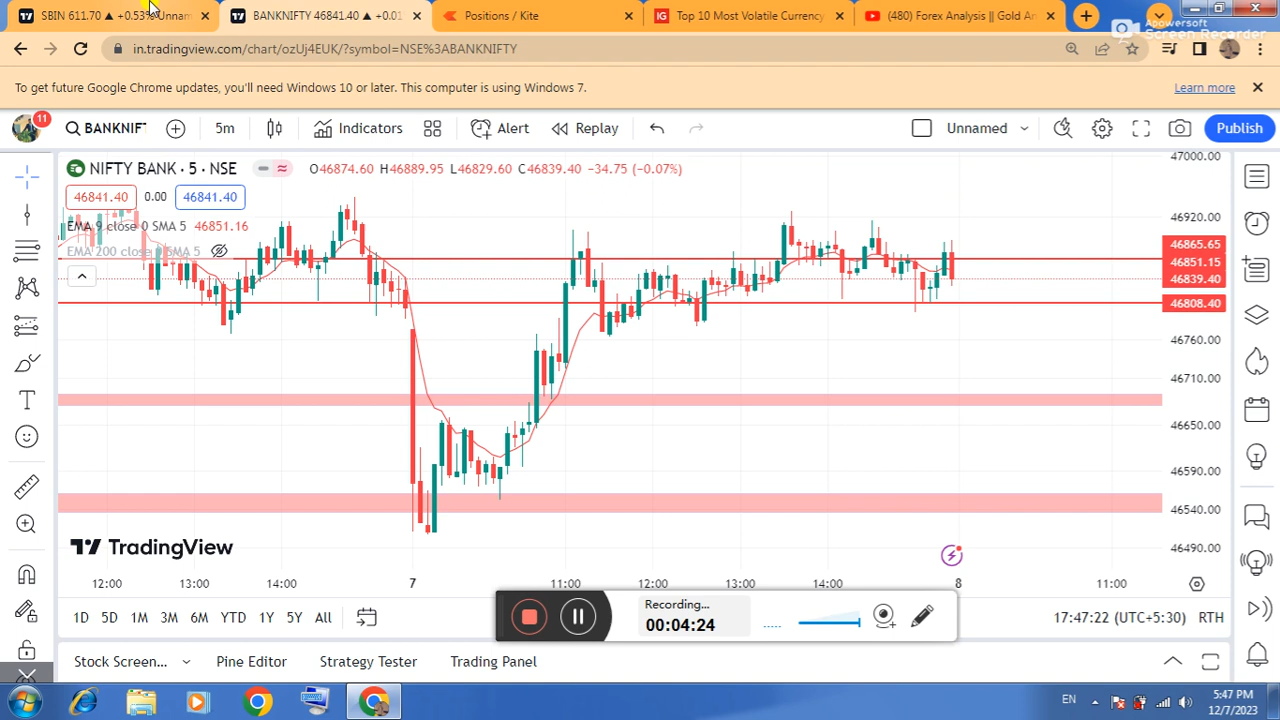 SBIN 611.70 ▲ +0.53% Unnam
BANKNIFTY 46841.40 ▲ +0.01
Positions / Kite
Top 10 Most Volatile Currency
(480) Forex Analysis || Gold An
Apowersoft
Screen Recorder
in.tradingview.com/chart/ozUj4EUK/?symbol=NSE%3ABANKNIFTY
To get future Google Chrome updates, you'll need Windows 10 or later. This computer is using Windows 7.
Learn more
11
BANKNIFT
5m
Indicators
Alert
Replay
Unnamed
Publish
NIFTY BANK · 5 · NSE
O46874.60 H46889.95 L46829.60 C46839.40 −34.75 (−0.07%)
46841.40 0.00 46841.40
EMA 9 close 0 SMA 5 46851.16
EMA 200 close 0 SMA 5
47000.00
46920.00
46865.65
46851.15
46839.40
46808.40
46760.00
46710.00
46650.00
46590.00
46540.00
46490.00
TradingView
12:00 13:00 14:00 7 11:00 12:00 13:00 14:00 8 11:00
1D 5D 1M 3M 6M YTD 1Y 5Y All
Recording...
00:04:24
17:47:22 (UTC+5:30) RTH
Stock Screen... Pine Editor Strategy Tester Trading Panel
EN
5:47 PM
12/7/2023